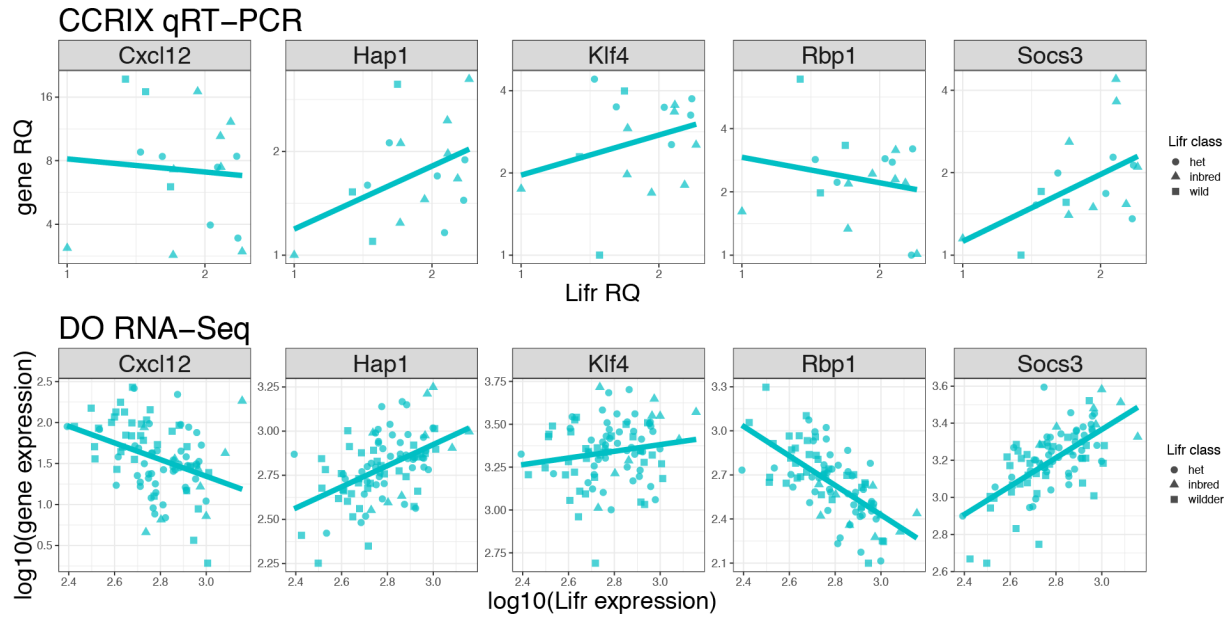 CCRIX qRT−PCR
Cxcl12
Hap1
Klf4
Rbp1
Socs3
gene RQ
16
8
4
1
2
2
1
1
2
4
2
1
1
2
4
2
1
1
2
4
2
1
1
2
Lifr RQ
Lifr class
het
inbred
wild
DO RNA−Seq
Cxcl12
Hap1
Klf4
Rbp1
Socs3
log10(gene expression)
2.5
2.0
1.5
1.0
0.5
2.4
2.6
2.8
3.0
3.25
3.00
2.75
2.50
2.25
2.4
2.6
2.8
3.0
3.75
3.50
3.25
3.00
2.75
2.4
2.6
2.8
3.0
3.3
3.0
2.7
2.4
2.1
2.4
2.6
2.8
3.0
3.6
3.4
3.2
3.0
2.8
2.6
2.4
2.6
2.8
3.0
log10(Lifr expression)
Lifr class
het
inbred
wildder